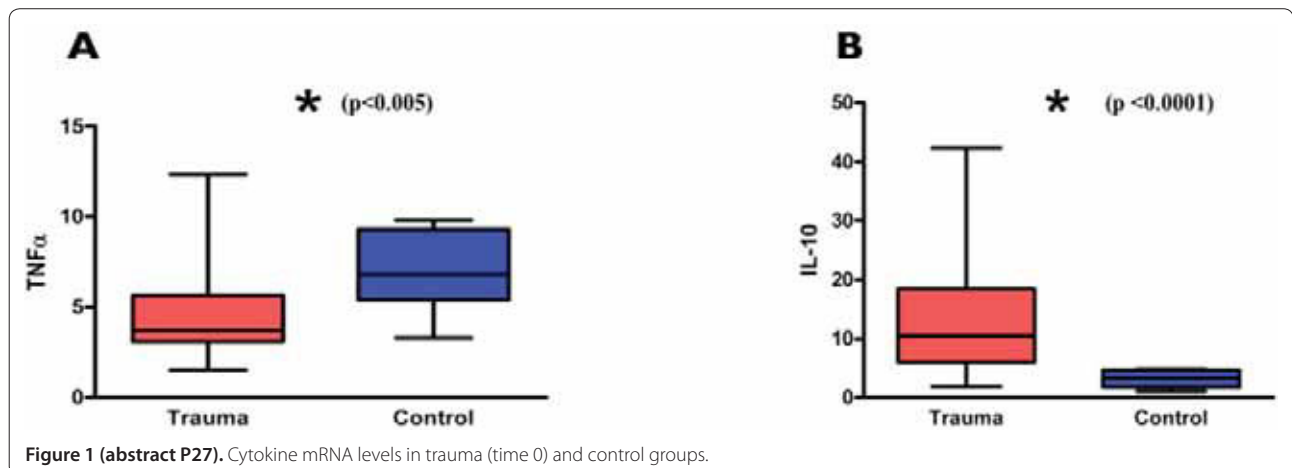 A
* (p<0.005)
15
10
5
0
TNFα
Trauma Control
B
* (p <0.0001)
50
40
30
20
10
0
IL-10
Trauma Control
Figure 1 (abstract P27). Cytokine mRNA levels in trauma (time 0) and control groups.